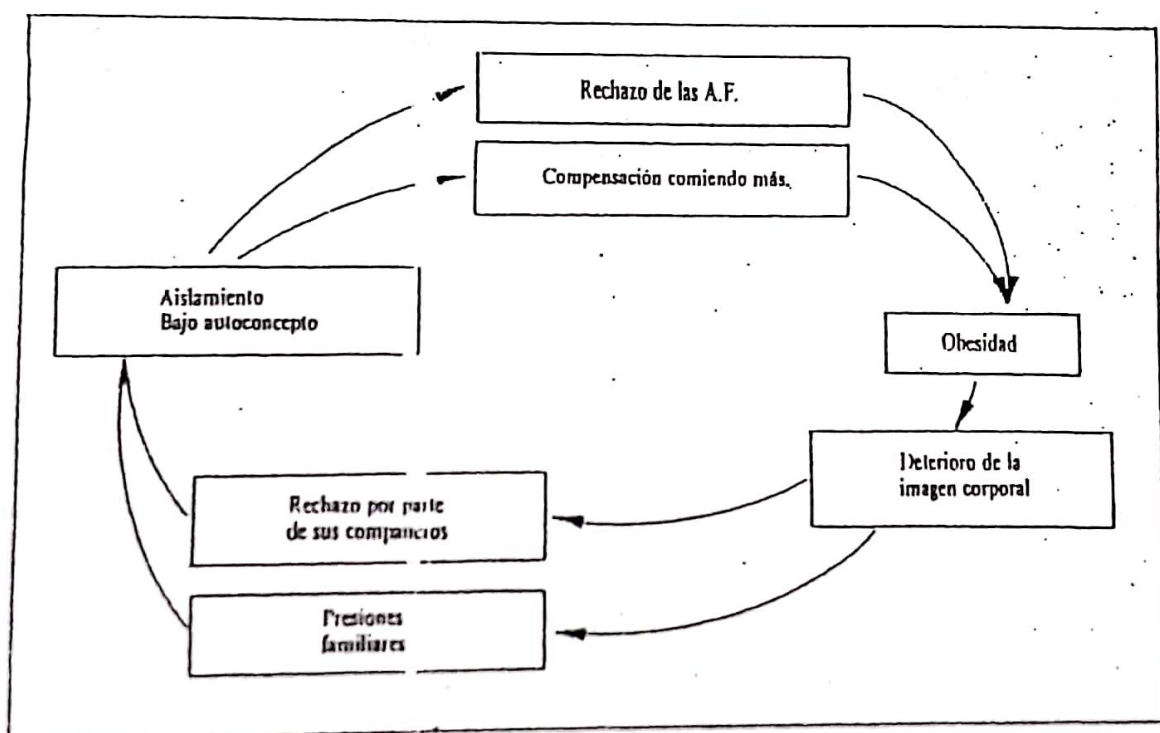 Rechazo de las A.F.
Compensación comiendo más.
Aislamiento
Bajo autoconcepto
Obesidad
Deterioro de la
imagen corporal
Rechazo por parte
de sus compañeros
Presiones
familiares